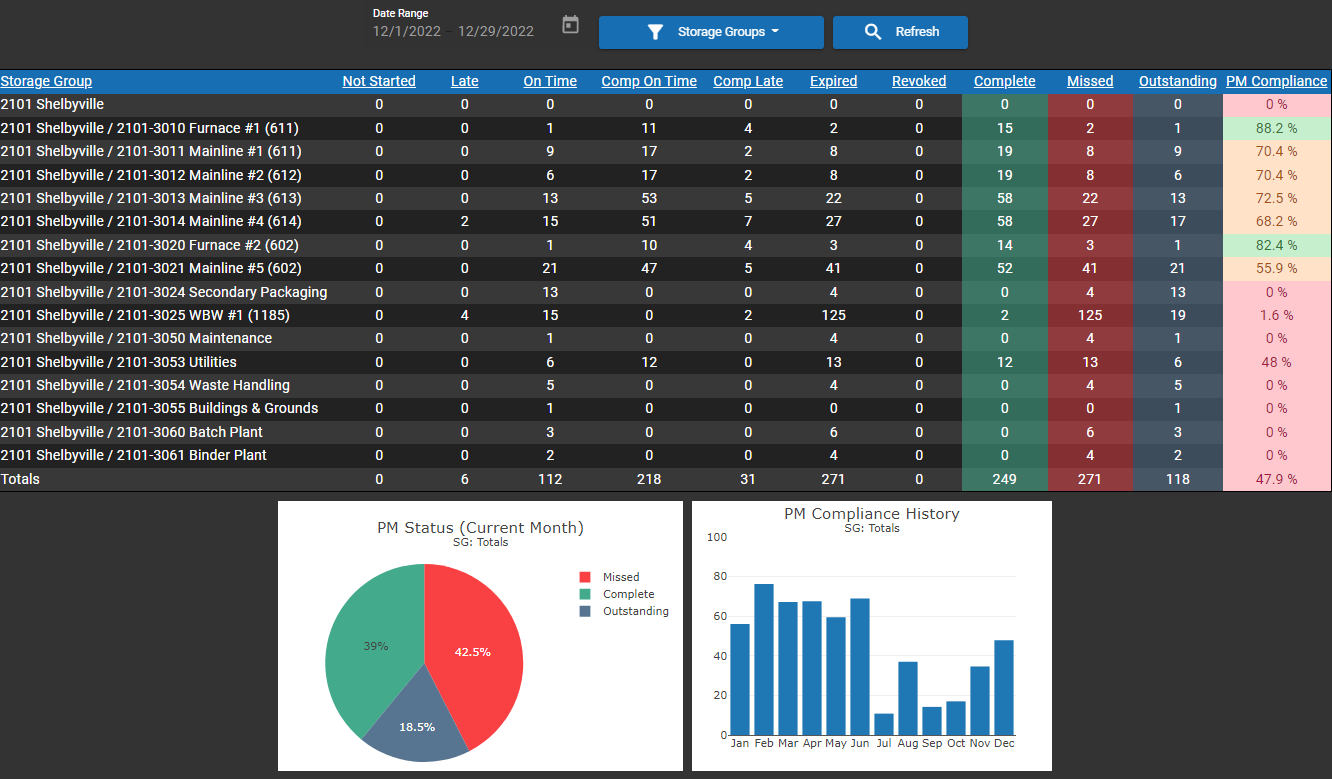 Date Range
12/1/2022 – 12/29/2022
Storage Groups
Refresh
Storage Group Not Started Late On Time Comp On Time Comp Late Expired Revoked Complete Missed Outstanding PM Compliance
2101 Shelbyville 0 0 0 0 0 0 0 0 0 0 0 %
2101 Shelbyville / 2101-3010 Furnace #1 (611) 0 0 1 11 4 2 0 15 2 1 88.2 %
2101 Shelbyville / 2101-3011 Mainline #1 (611) 0 0 9 17 2 8 0 19 8 9 70.4 %
2101 Shelbyville / 2101-3012 Mainline #2 (612) 0 0 6 17 2 8 0 19 8 6 70.4 %
2101 Shelbyville / 2101-3013 Mainline #3 (613) 0 0 13 53 5 22 0 58 22 13 72.5 %
2101 Shelbyville / 2101-3014 Mainline #4 (614) 0 2 15 51 7 27 0 58 27 17 68.2 %
2101 Shelbyville / 2101-3020 Furnace #2 (602) 0 0 1 10 4 3 0 14 3 1 82.4 %
2101 Shelbyville / 2101-3021 Mainline #5 (602) 0 0 21 47 5 41 0 52 41 21 55.9 %
2101 Shelbyville / 2101-3024 Secondary Packaging 0 0 13 0 0 4 0 0 4 13 0 %
2101 Shelbyville / 2101-3025 WBW #1 (1185) 0 4 15 0 2 125 0 2 125 19 1.6 %
2101 Shelbyville / 2101-3050 Maintenance 0 0 1 0 0 4 0 0 4 1 0 %
2101 Shelbyville / 2101-3053 Utilities 0 0 6 12 0 13 0 12 13 6 48 %
2101 Shelbyville / 2101-3054 Waste Handling 0 0 5 0 0 4 0 0 4 5 0 %
2101 Shelbyville / 2101-3055 Buildings & Grounds 0 0 1 0 0 0 0 0 0 1 0 %
2101 Shelbyville / 2101-3060 Batch Plant 0 0 3 0 0 6 0 0 6 3 0 %
2101 Shelbyville / 2101-3061 Binder Plant 0 0 2 0 0 4 0 0 4 2 0 %
Totals 0 6 112 218 31 271 0 249 271 118 47.9 %
PM Status (Current Month)
SG: Totals
Missed
Complete
Outstanding
39%
42.5%
18.5%
PM Compliance History
SG: Totals
100
80
60
40
20
0
Jan Feb Mar Apr May Jun Jul Aug Sep Oct Nov Dec